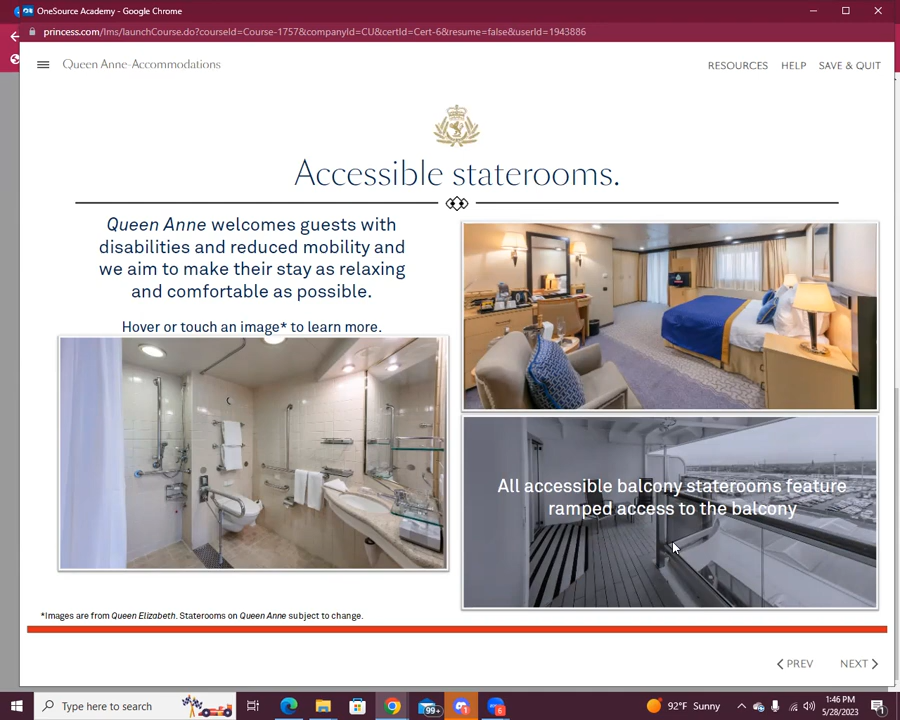 OneSource Academy - Google Chrome
princess.com/lms/launchCourse.do?courseId=Course-1757&companyId=CU&certId=Cert-6&resume=false&userId=1943886
Queen Anne-Accommodations
RESOURCES HELP SAVE & QUIT
Accessible staterooms.
Queen Anne welcomes guests with
disabilities and reduced mobility and
we aim to make their stay as relaxing
and comfortable as possible.
Hover or touch an image* to learn more.
All accessible balcony staterooms feature
ramped access to the balcony
*Images are from Queen Elizabeth. Staterooms on Queen Anne subject to change.
PREV NEXT
Type here to search
99+
1
6
92°F Sunny
1:46 PM
5/28/2023
1